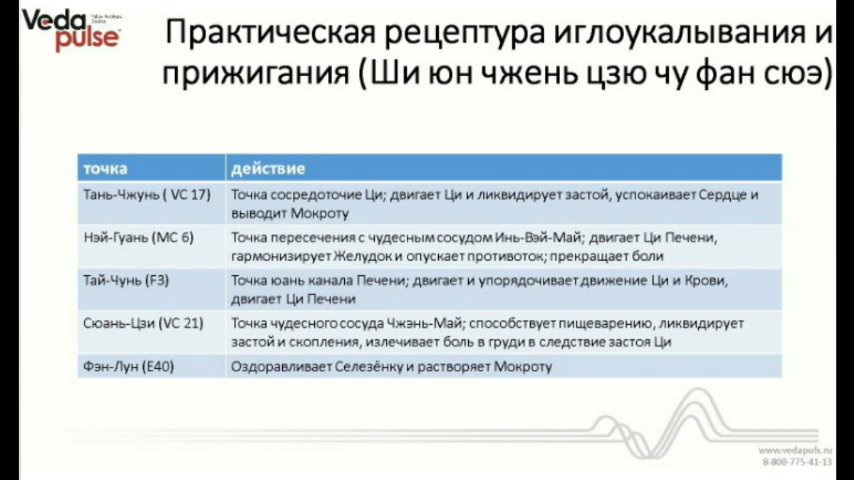 Veda
pulse™
Практическая рецептура иглоукалывания и
прижигания (Ши юн чжень цзю чу фан сюэ)
точка действие
Тань-Чжунь ( VC 17) Точка сосредоточие Ци; двигает Ци и ликвидирует застой, успокаивает Сердце и
выводит Мокроту
Нэй-Гуань (MC 6) Точка пересечения с чудесным сосудом Инь-Вэй-Май; двигает Ци Печени,
гармонизирует Желудок и опускает противоток; прекращает боли
Тай-Чунь (F3) Точка юань канала Печени; двигает и упорядочивает движение Ци и Крови,
двигает Ци Печени
Сюань-Цзи (VC 21) Точка чудесного сосуда Чжэнь-Май; способствует пищеварению, ликвидирует
застой и скопления, излечивает боль в груди в следствие застоя Ци
Фэн-Лун (E40) Оздоравливает Селезёнку и растворяет Мокроту
www.vedapuls.ru
8-800-775-41-13